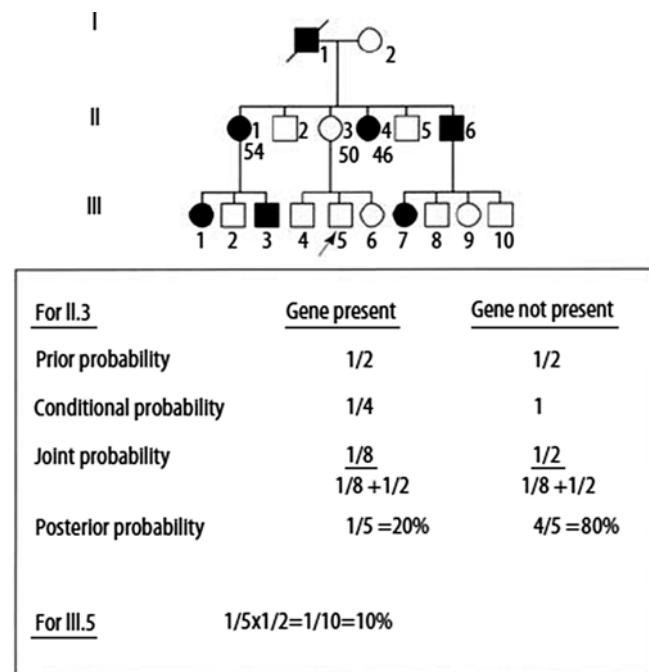 I
1 2
II
1 2 3 4 5 6
54 50 46
III
1 2 3 4 5 6 7 8 9 10
For II.3 Gene present Gene not present
Prior probability 1/2 1/2
Conditional probability 1/4 1
Joint probability 1/8 1/2
1/8 +1/2 1/8 +1/2
Posterior probability 1/5 =20% 4/5 =80%
For III.5 1/5x1/2=1/10=10%